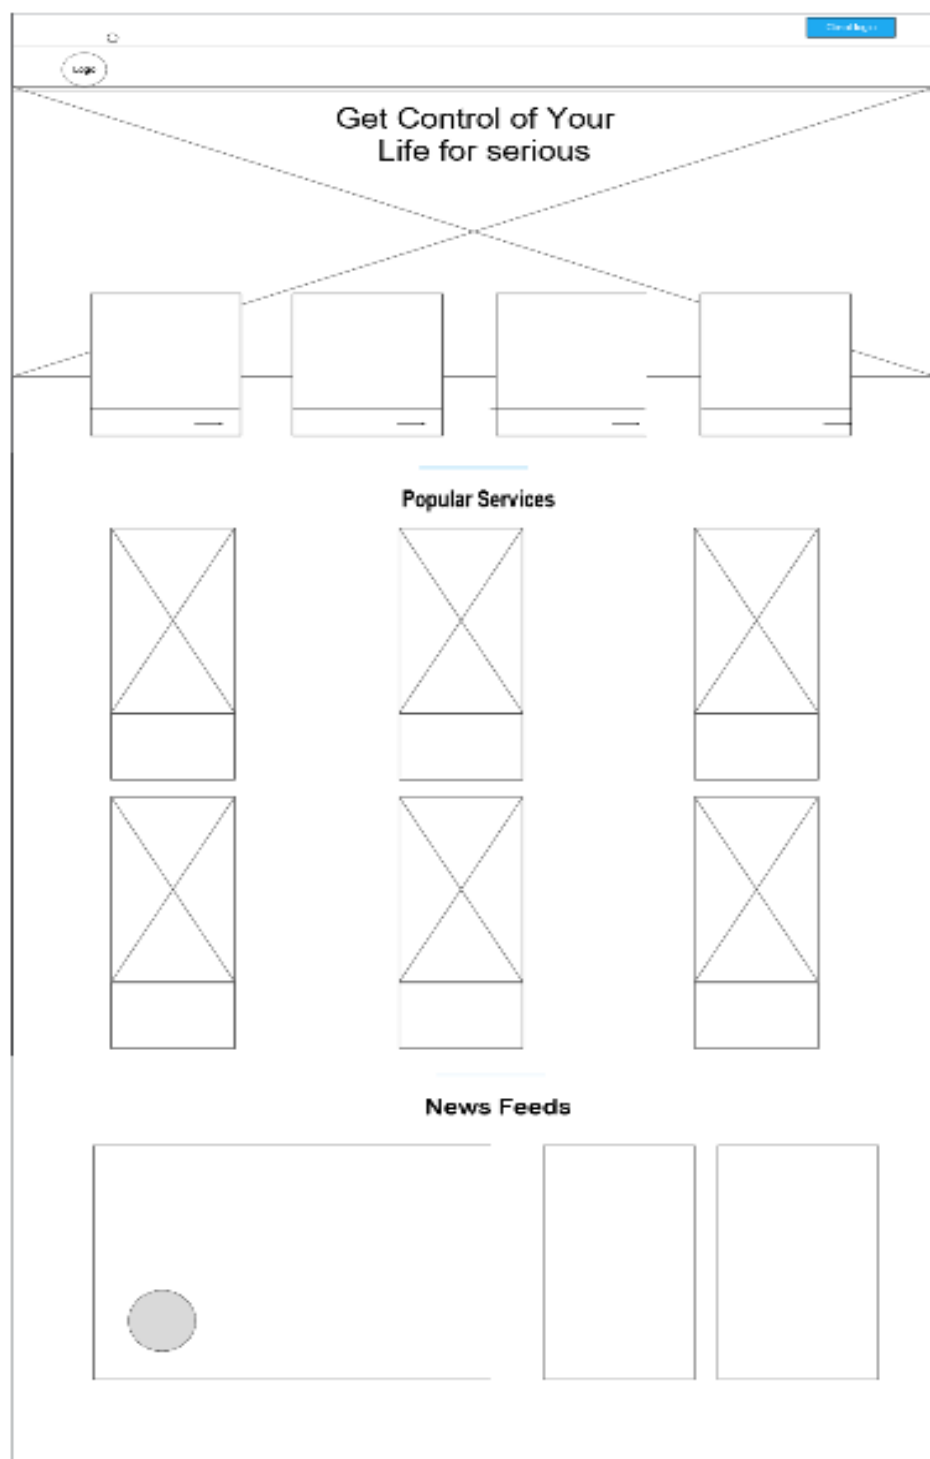 Logo
Get Control of Your
Life for serious
Popular Services
News Feeds